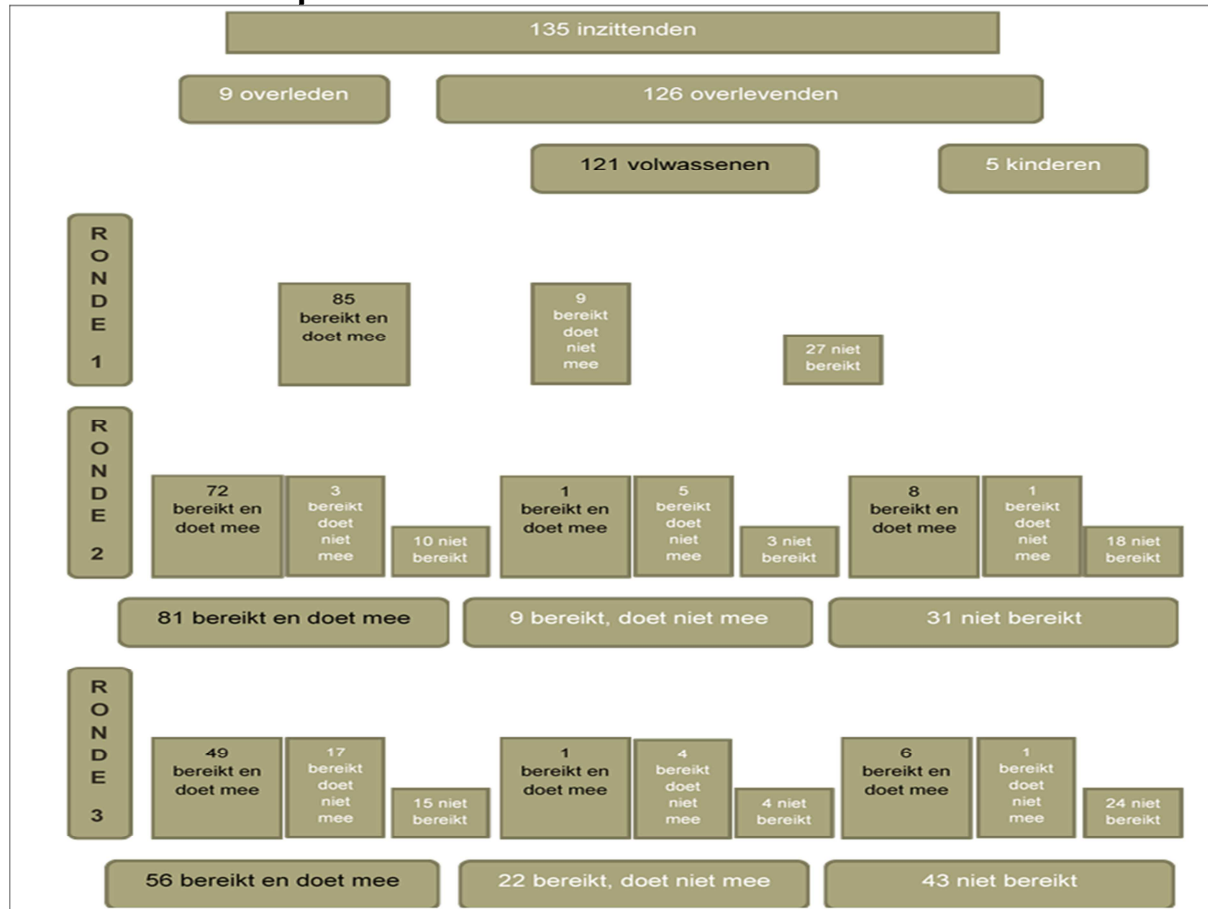 135 inzittenden
9 overleden
126 overlevenden
121 volwassenen
5 kinderen
R
O
N
D
E
1
85
bereikt en
doet mee
9
bereikt
doet
niet
mee
27 niet
bereikt
R
O
N
D
E
2
72
bereikt en
doet mee
3
bereikt
doet
niet
mee
10 niet
bereikt
1
bereikt en
doet mee
5
bereikt
doet
niet
mee
3 niet
bereikt
8
bereikt en
doet mee
1
bereikt
doet
niet
mee
18 niet
bereikt
81 bereikt en doet mee
9 bereikt, doet niet mee
31 niet bereikt
R
O
N
D
E
3
49
bereikt en
doet mee
17
bereikt
doet
niet
mee
15 niet
bereikt
1
bereikt en
doet mee
4
bereikt
doet
niet
mee
4 niet
bereikt
6
bereikt en
doet mee
1
bereikt
doet
niet
mee
24 niet
bereikt
56 bereikt en doet mee
22 bereikt, doet niet mee
43 niet bereikt